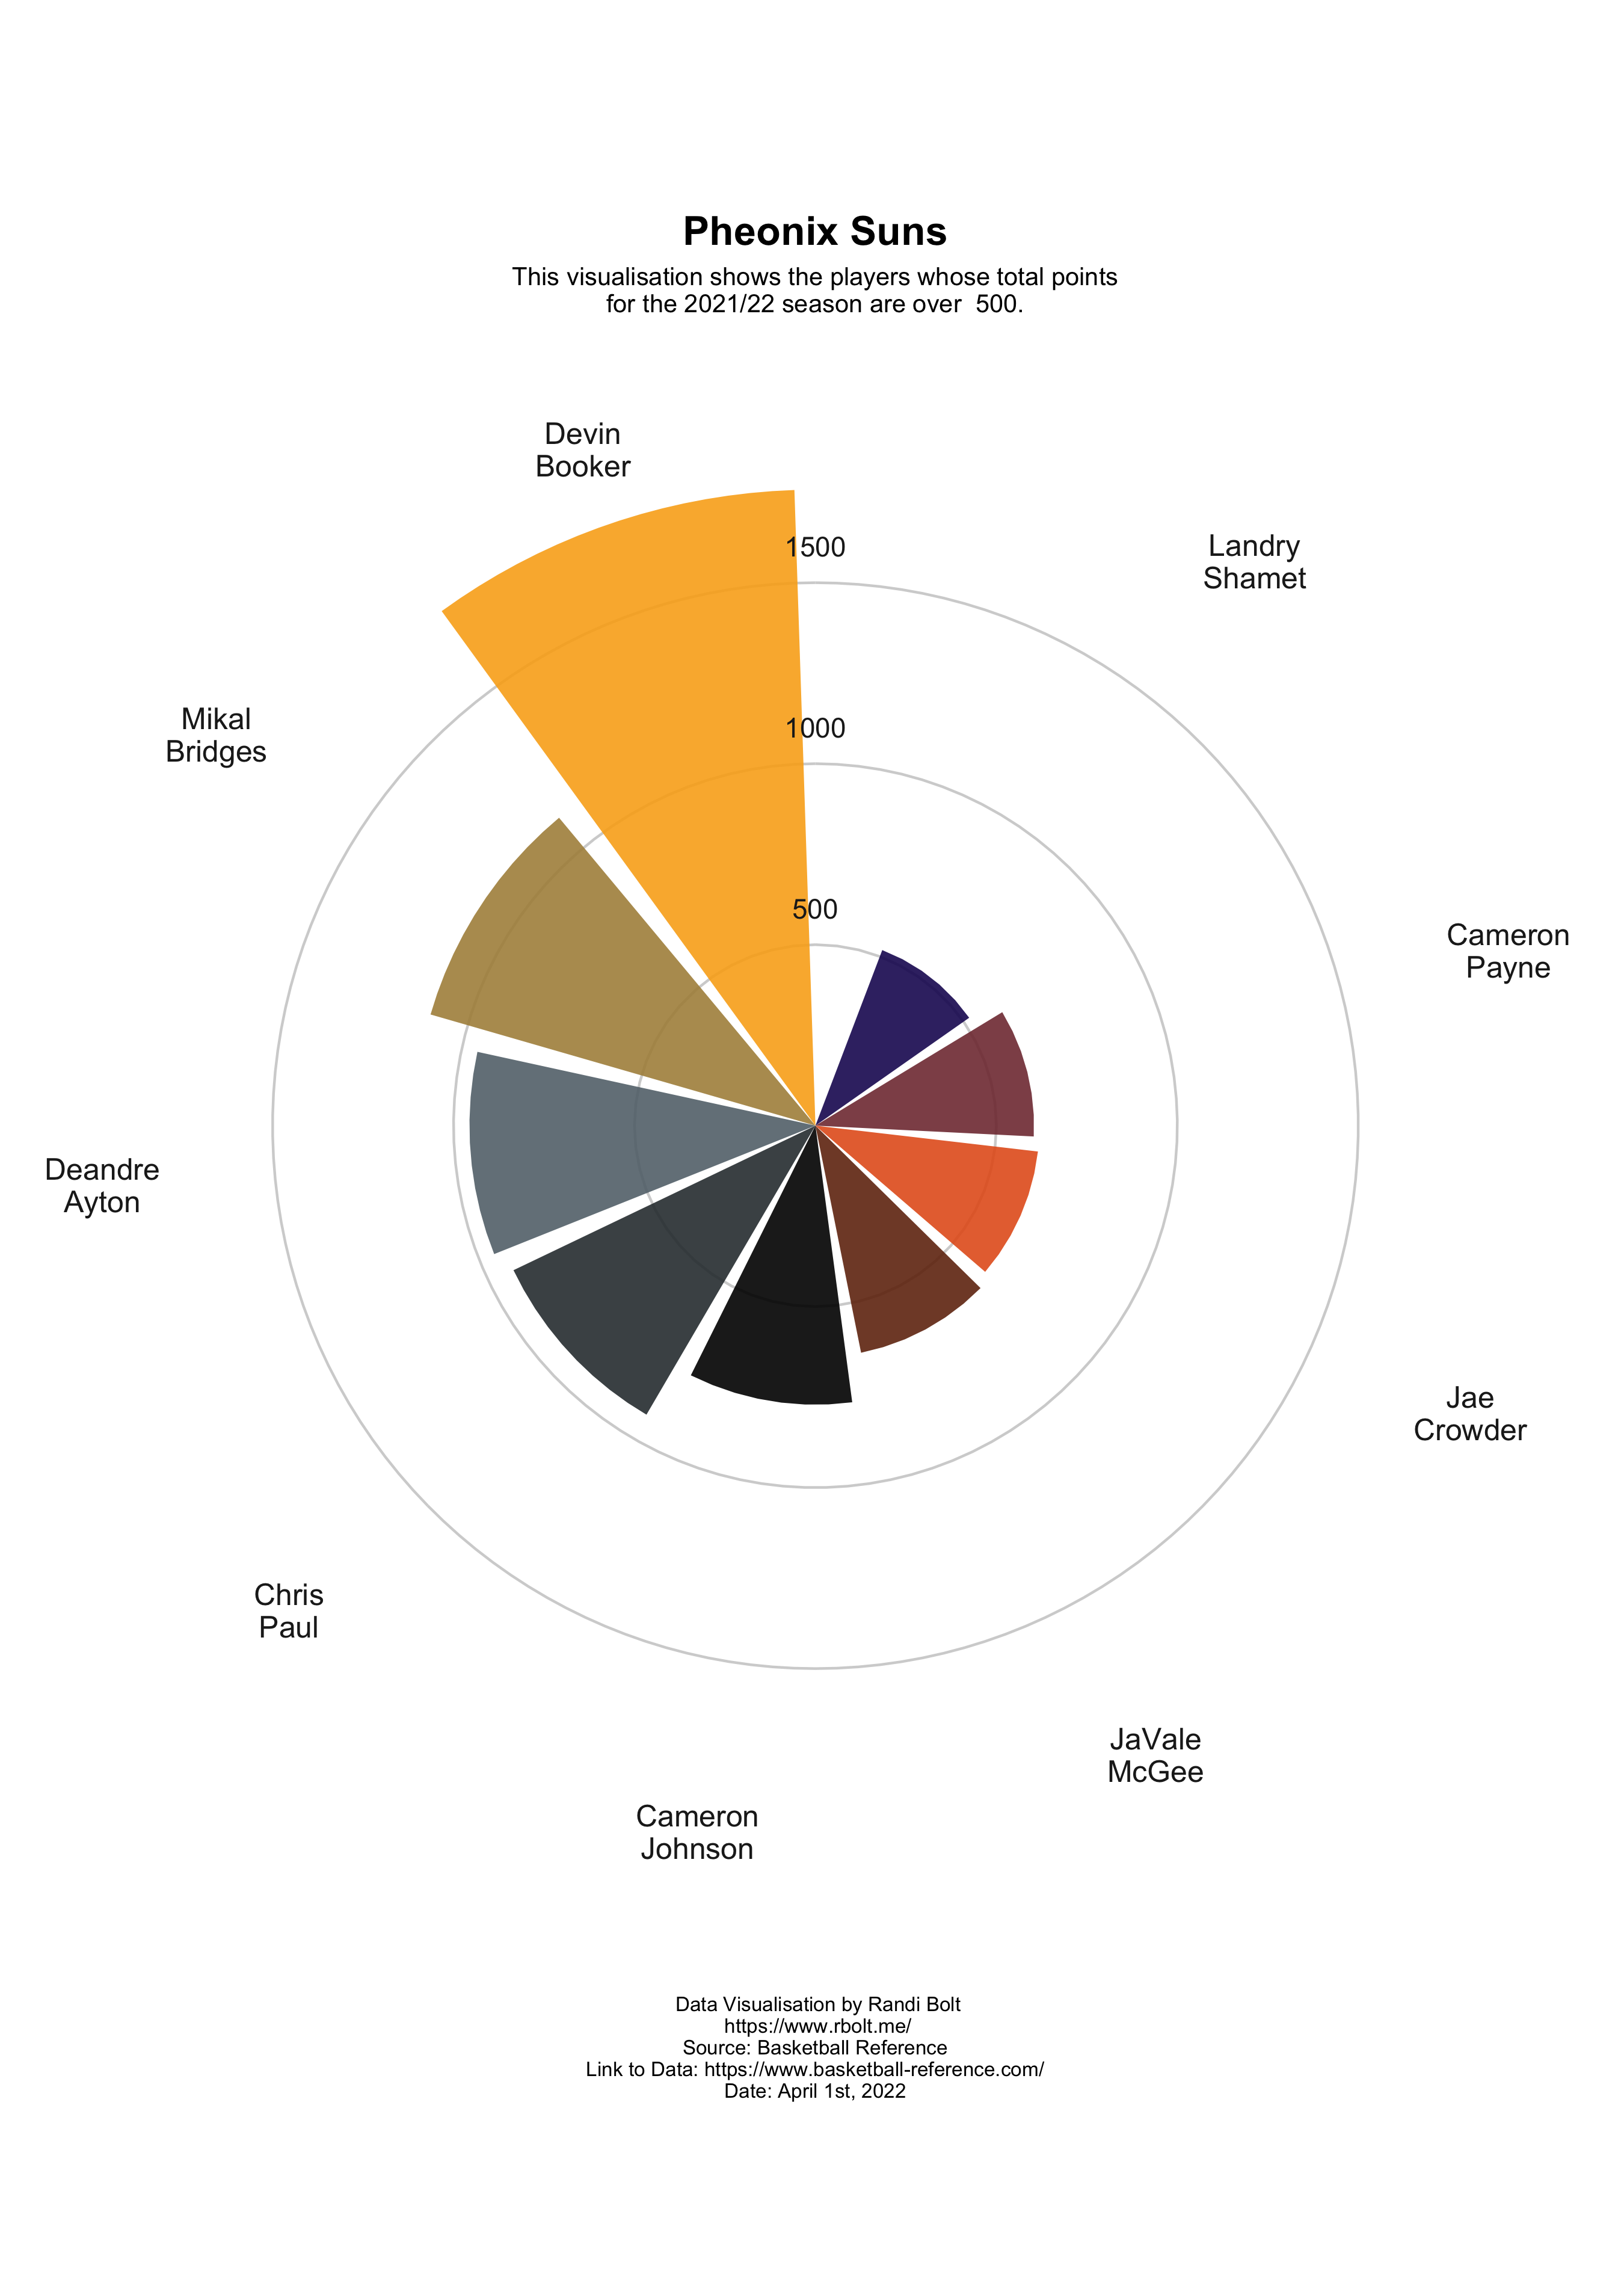 Pheonix Suns
This visualisation shows the players whose total points
for the 2021/22 season are over  500.
Devin
Booker
1500
Landry
Shamet
Mikal
Bridges
1000
500
Cameron
Payne
Deandre
Ayton
Jae
Crowder
Chris
Paul
JaVale
McGee
Cameron
Johnson
Data Visualisation by Randi Bolt
https://www.rbolt.me/
Source: Basketball Reference
Link to Data: https://www.basketball-reference.com/
Date: April 1st, 2022